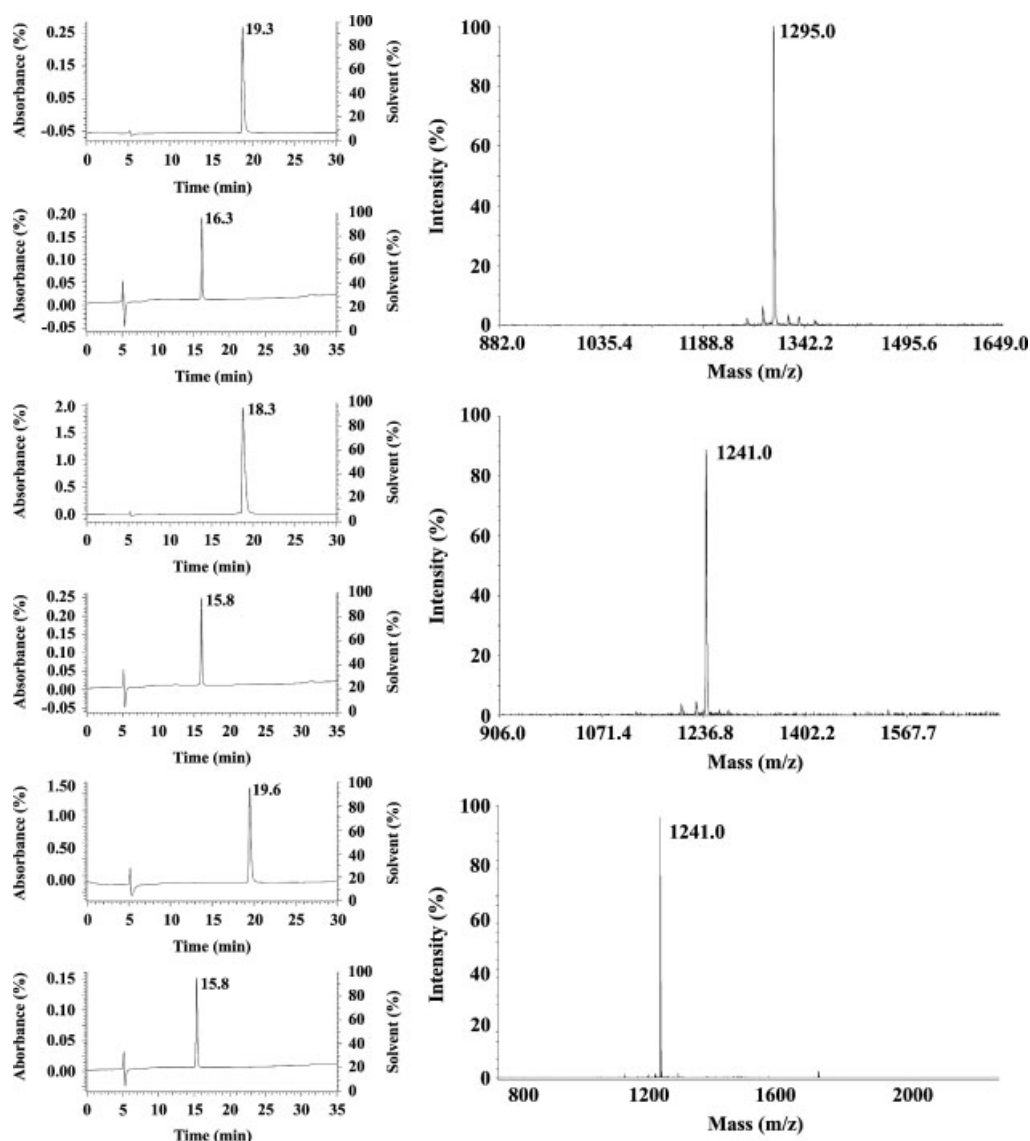 Absorbance (%)
0.25
0.15
0.05
-0.05
19.3
100
80
60
40
20
0
Solvent (%)
0 5 10 15 20 25 30
Time (min)
Absorbance (%)
0.20
0.15
0.10
0.05
0.00
-0.05
16.3
100
80
60
40
20
0
Solvent (%)
0 5 10 15 20 25 30 35
Time (min)
Absorbance (%)
2.0
1.5
1.0
0.5
0.0
18.3
100
80
60
40
20
0
Solvent (%)
0 5 10 15 20 25 30
Time (min)
Absorbance (%)
0.25
0.20
0.15
0.10
0.05
0.00
-0.05
15.8
100
80
60
40
20
0
Solvent (%)
0 5 10 15 20 25 30 35
Time (min)
Absorbance (%)
1.50
1.00
0.50
0.00
19.6
100
80
60
40
20
0
Solvent (%)
0 5 10 15 20 25 30
Time (min)
Absorbance (%)
0.15
0.10
0.05
0.00
15.8
100
80
60
40
20
0
Solvent (%)
0 5 10 15 20 25 30 35
Time (min)
Intensity (%)
100
80
60
40
20
0
1295.0
882.0 1035.4 1188.8 1342.2 1495.6 1649.0
Mass (m/z)
Intensity (%)
100
80
60
40
20
0
1241.0
906.0 1071.4 1236.8 1402.2 1567.7
Mass (m/z)
Intensity (%)
100
80
60
40
20
0
1241.0
800 1200 1600 2000
Mass (m/z)